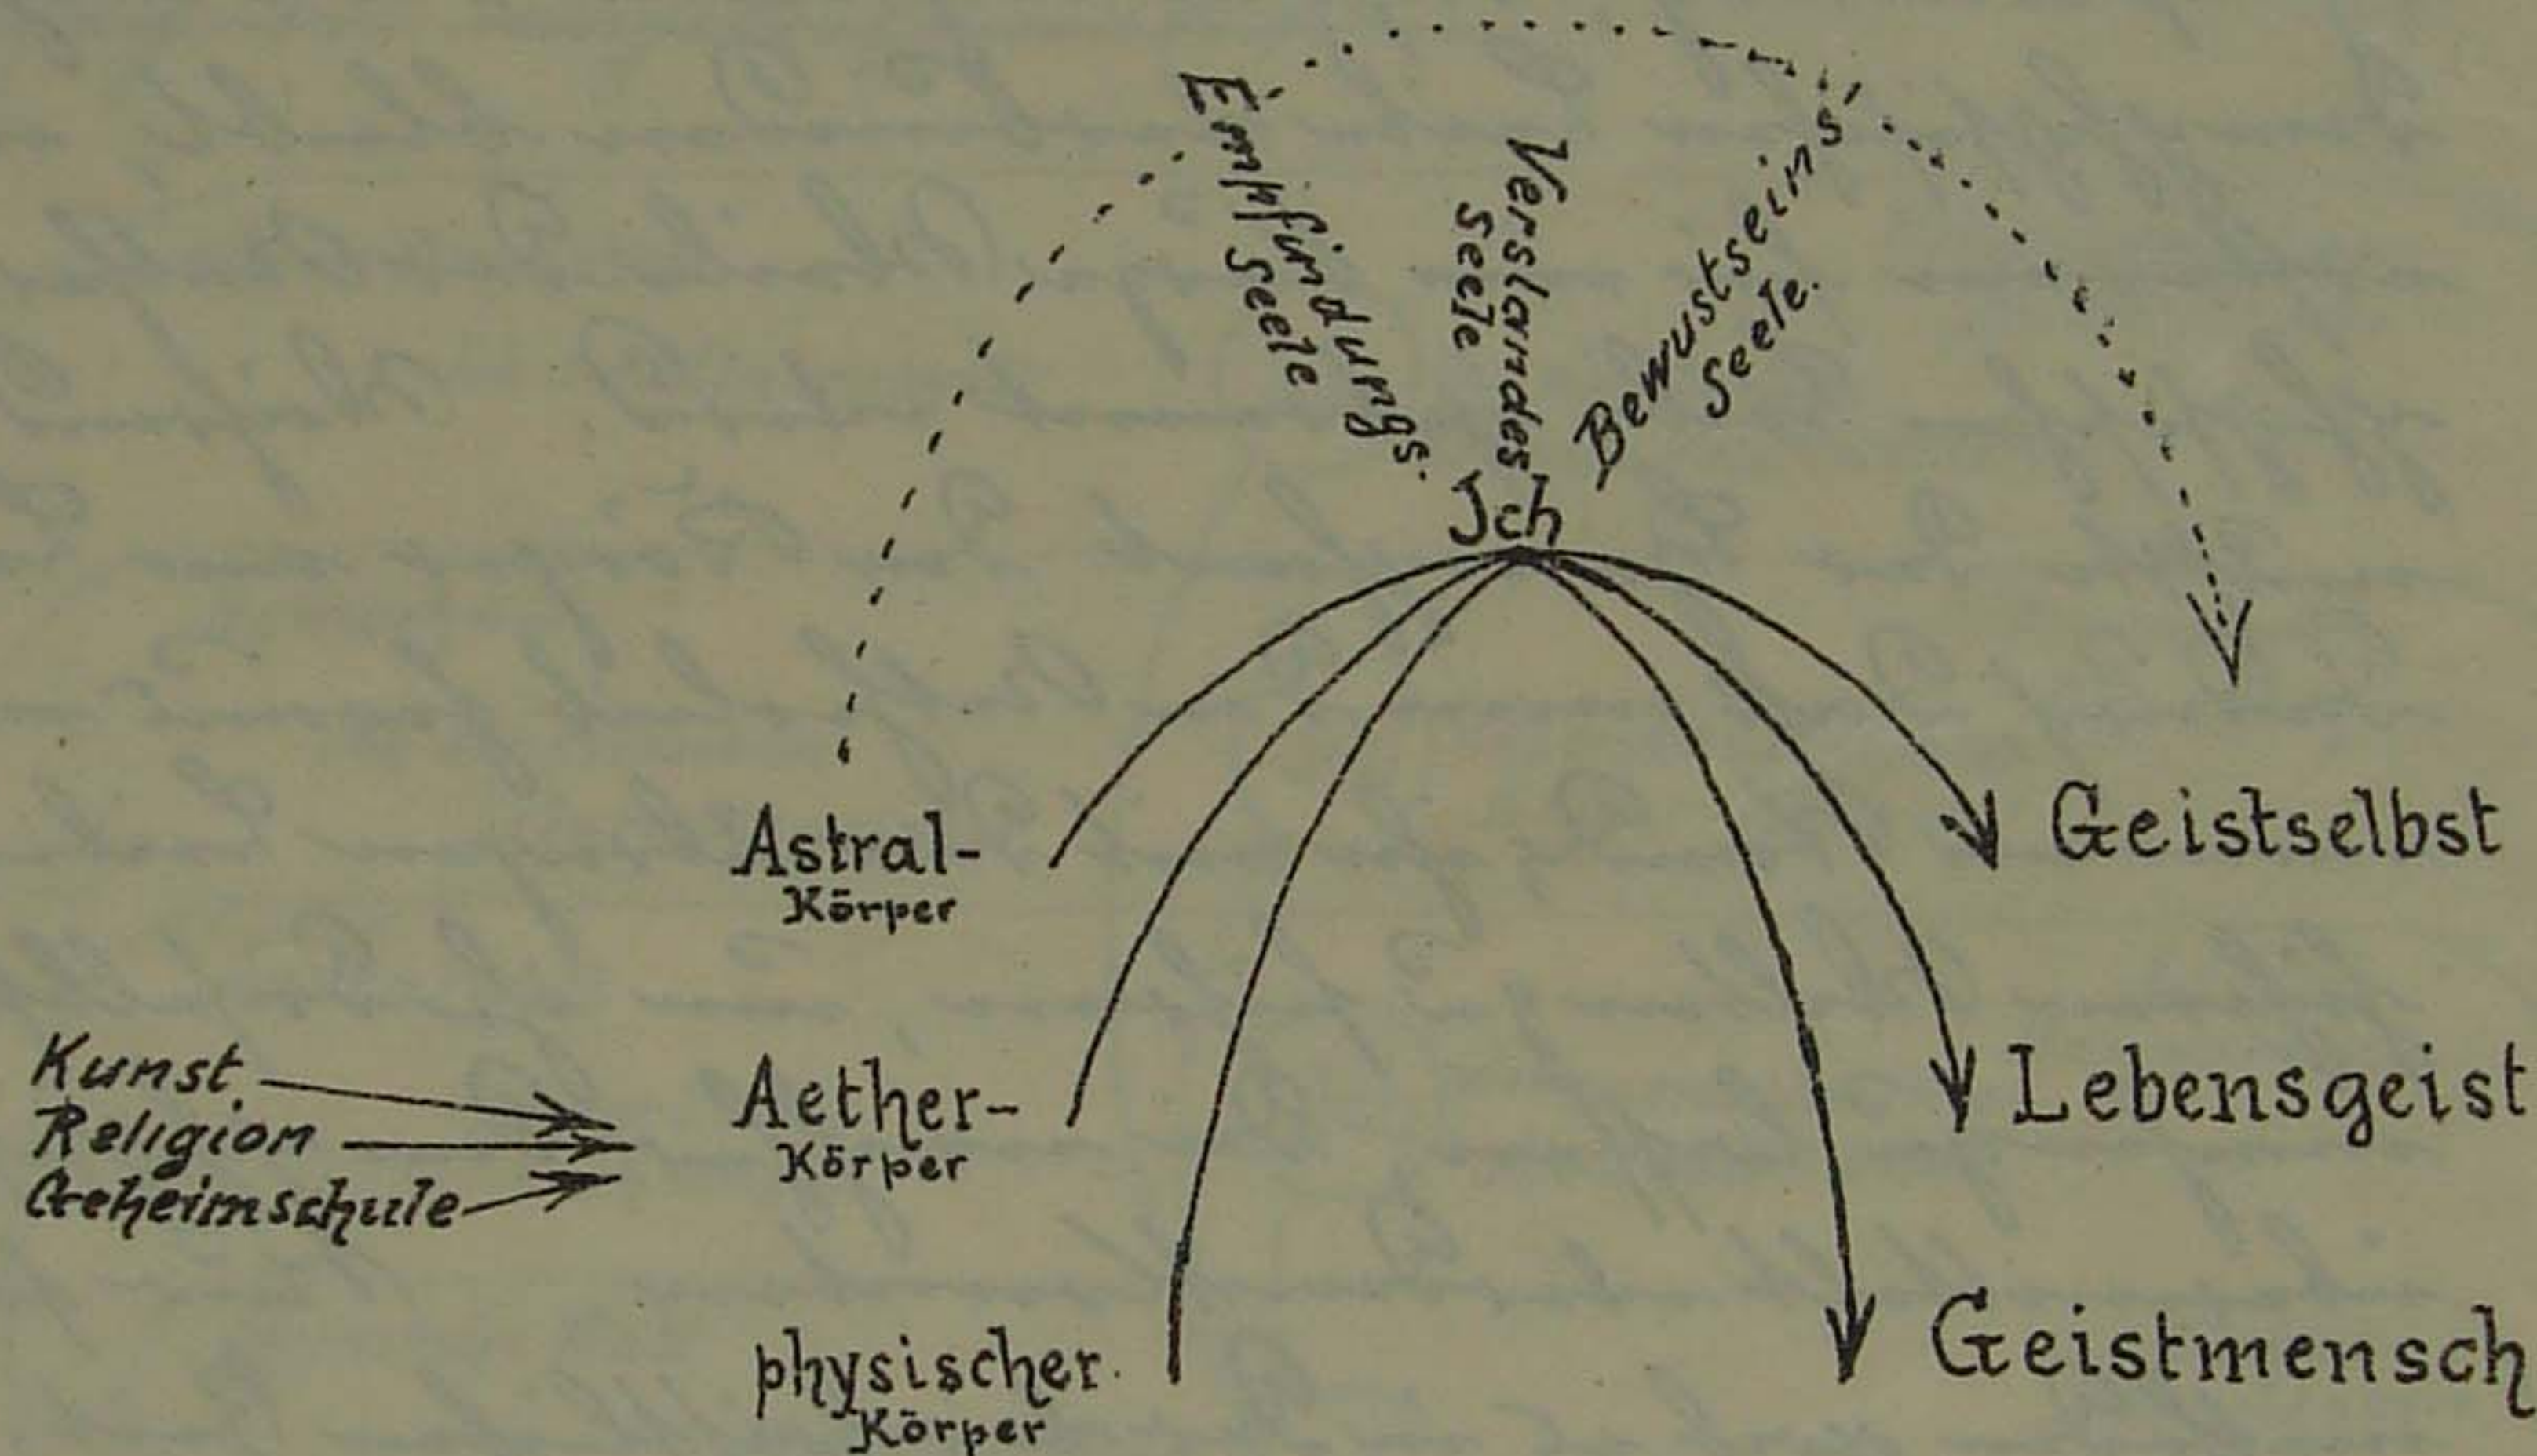 Empfindungs.
Seele
Verstandes
Seele
Bewustseins
Seele.
Jch
Astral-
Körper
Geistselbst
Kunst
Religion
Geheimschule
Aether-
Körper
Lebensgeist
physischer
Körper
Geistmensch